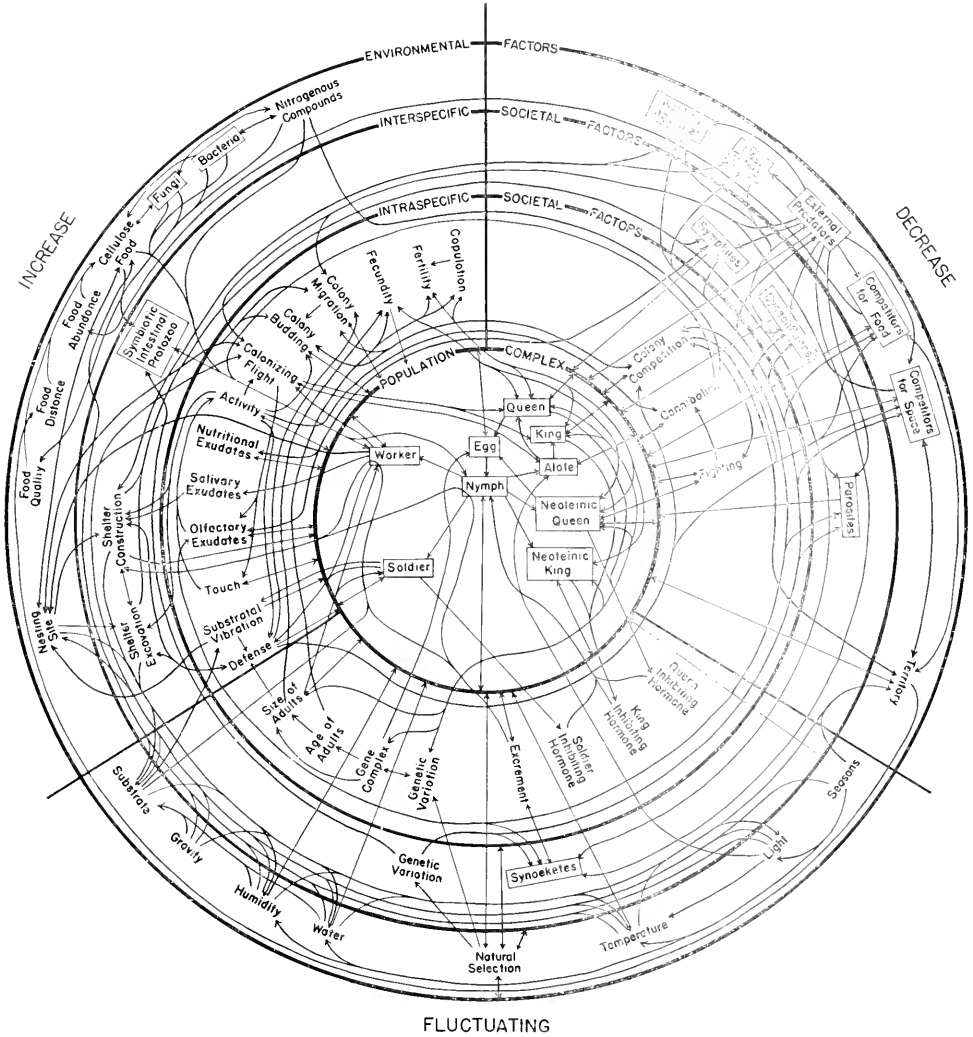 ENVIRONMENTAL FACTORS
INTERSPECIFIC SOCIETAL FACTORS
INTRASPECIFIC SOCIETAL FACTORS
POPULATION COMPLEX
INCREASE
DECREASE
FLUCTUATING
Nitrogenous
Compounds
Bacteria
Fungi
Cellulose
Food
Food
Abundance
Food
Distance
Food
Quality
Nesting
Site
Symbiotic
Intestinal
Protozoa
Shelter
Construction
Shelter
Excavation
Copulation
Fertility
Fecundity
Colony
Migration
Colony
Budding
Colonizing
Flight
Activity
Nutritional
Exudates
Salivary
Exudates
Olfactory
Exudates
Touch
Substratal
Vibration
Defense
Queen
King
Egg
Alate
Worker
Nymph
Neoteinic
Queen
Neoteinic
King
Soldier
External
Predators
Competitors
for
Food
Competitors
for Space
Parasites
Territory
Colony
Competition
Cannibalism
Fighting
Size of
Adults
Age of
Adults
Gene
Complex
Genetic
Variation
Excrement
Soldier
Inhibiting
Hormone
King
Inhibiting
Hormone
Queen
Inhibiting
Hormone
Genetic
Variation
Synoeketes
Substrate
Gravity
Humidity
Water
Natural
Selection
Temperature
Light
Seasons